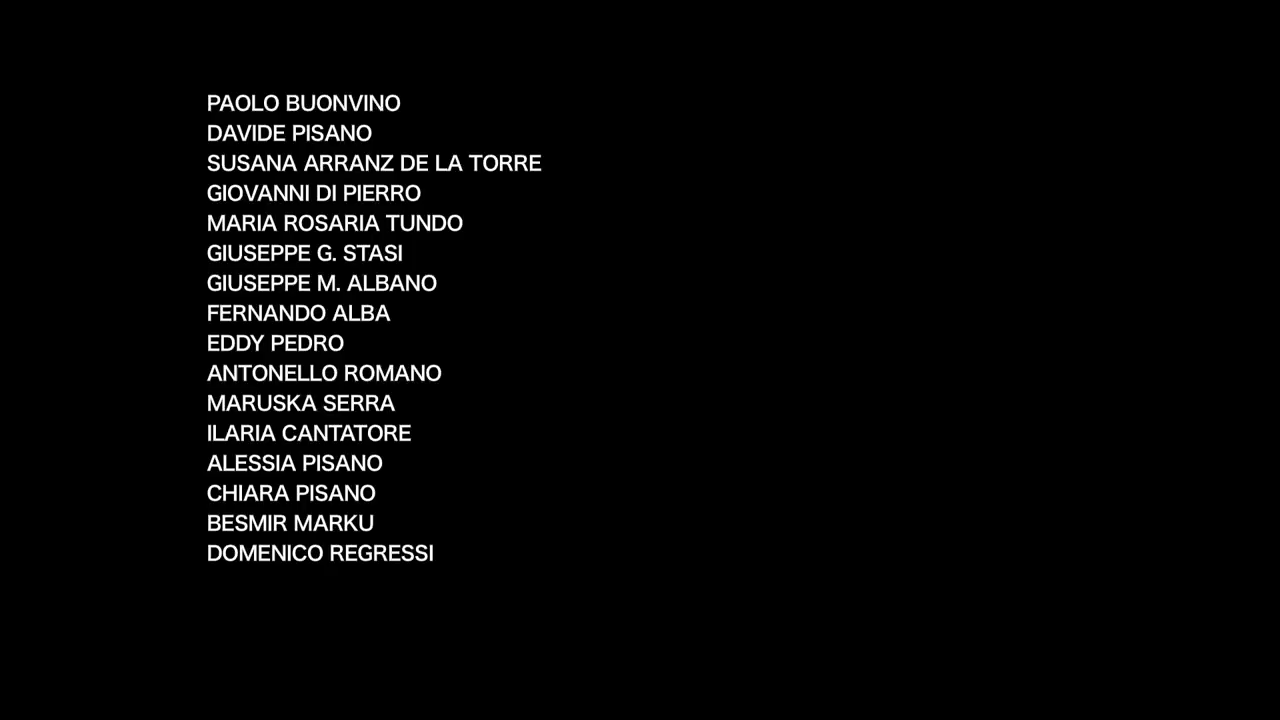 PAOLO BUONVINO
DAVIDE PISANO
SUSANA ARRANZ DE LA TORRE
GIOVANNI DI PIERRO
MARIA ROSARIA TUNDO
GIUSEPPE G. STASI
GIUSEPPE M. ALBANO
FERNANDO ALBA
EDDY PEDRO
ANTONELLO ROMANO
MARUSKA SERRA
ILARIA CANTATORE
ALESSIA PISANO
CHIARA PISANO
BESMIR MARKU
DOMENICO REGRESSI